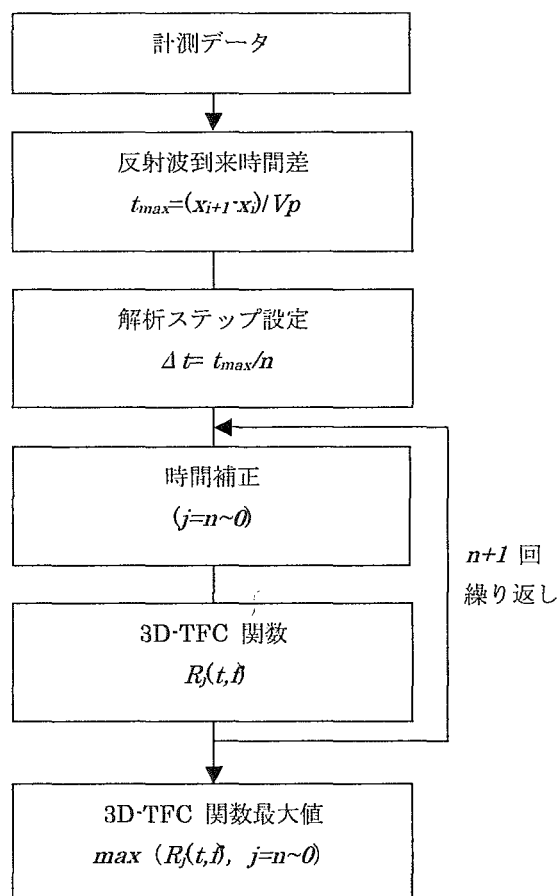 計測データ
反射波到来時間差
tmax=(xi+1-xi)/Vp
解析ステップ設定
Δt= tmax/n
時間補正
(j=n~0)
n+1 回
繰り返し
3D-TFC 関数
Rj(t,f)
3D-TFC 関数最大値
max (Rj(t,f), j=n~0)